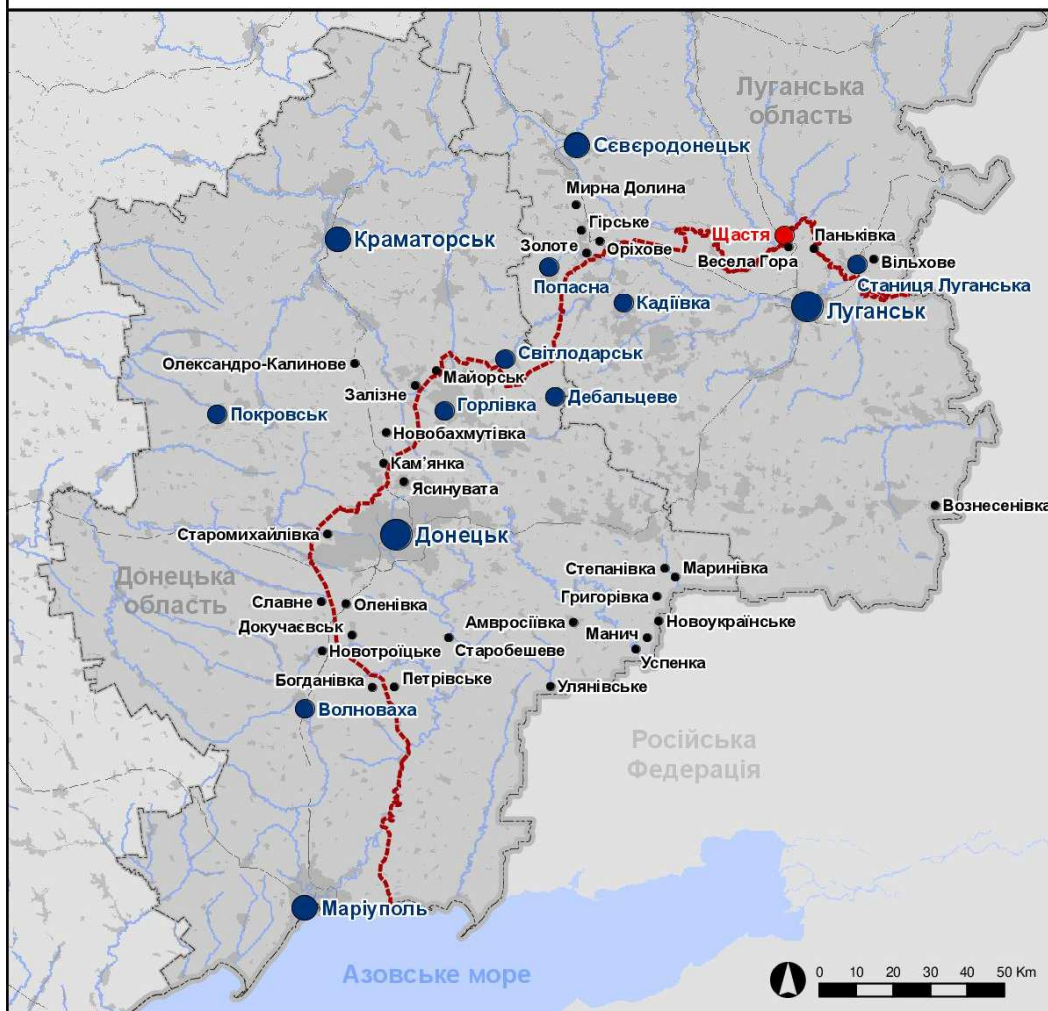 Луганська
область
Сєвєродонецьк
Мирна Долина
Гірське
Золоте
Оріхове
Щастя
Паньківка
Весела Гора
Вільхове
Станиця Луганська
Краматорськ
Попасна
Кадіївка
Луганськ
Світлодарськ
Олександро-Калинове
Майорськ
Залізне
Дебальцеве
Горлівка
Покровськ
Новобахмутівка
Кам'янка
Ясинувата
Вознесенівка
Старомихайлівка
Донецьк
Донецька
область
Степанівка
Маринівка
Григорівка
Славне
Оленівка
Амвросіївка
Новоукраїнське
Докучаєвськ
Манич
Новотроїцьке
Старобешеве
Успенка
Богданівка
Петрівське
Улянівське
Волноваха
Російська
Федерація
Маріуполь
Азовське море
0 10 20 30 40 50 Km